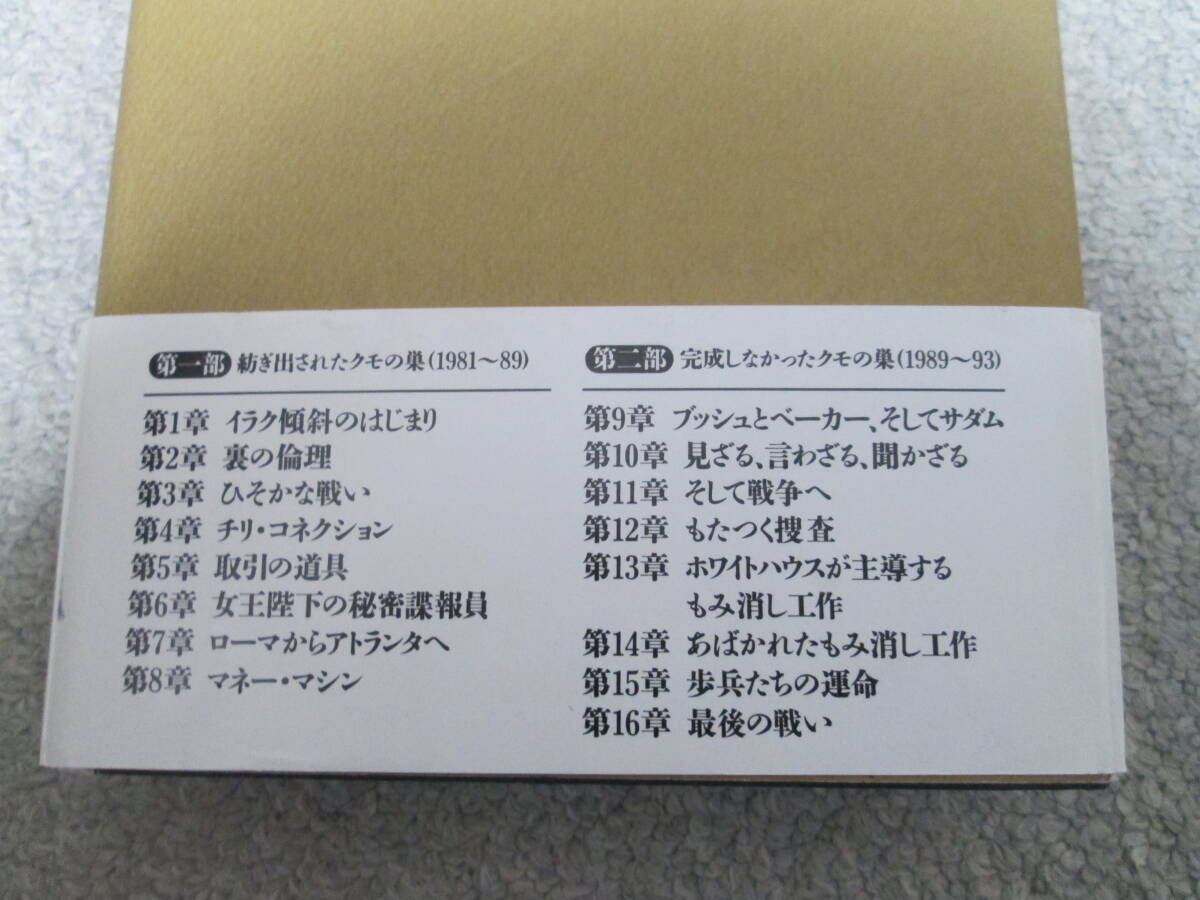 第一部 紡ぎ出されたクモの巣(1981〜89)
第1章 イラク傾斜のはじまり
第2章 裏の倫理
第3章 ひそかな戦い
第4章 チリ・コネクション
第5章 取引の道具
第6章 女王陛下の秘密諜報員
第7章 ローマからアトランタへ
第8章 マネー・マシン
第二部 完成しなかったクモの巣(1989〜93)
第9章 ブッシュとベーカー、そしてサダム
第10章 見ざる、言わざる、聞かざる
第11章 そして戦争へ
第12章 もたつく捜査
第13章 ホワイトハウスが主導する
もみ消し工作
第14章 あばかれたもみ消し工作
第15章 歩兵たちの運命
第16章 最後の戦い